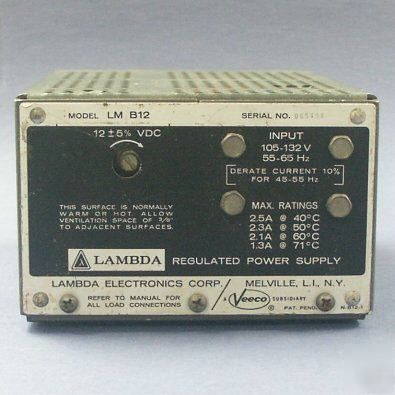 MODEL LM B12
SERIAL NO.
12 ± 5% VDC
INPUT
105-132 V
55-65 Hz
DERATE CURRENT 10%
FOR 45-55 Hz
THIS SURFACE IS NORMALLY
WARM OR HOT. ALLOW
VENTILATION SPACE OF 3/8"
TO ADJACENT SURFACES.
MAX. RATINGS
2.5A @ 40°C
2.3A @ 50°C
2.1A @ 60°C
1.3A @ 71°C
LAMBDA REGULATED POWER SUPPLY
LAMBDA ELECTRONICS CORP. / MELVILLE, L.I., N.Y.
REFER TO MANUAL FOR
ALL LOAD CONNECTIONS
A Veeco SUBSIDIARY
PAT. PEND.